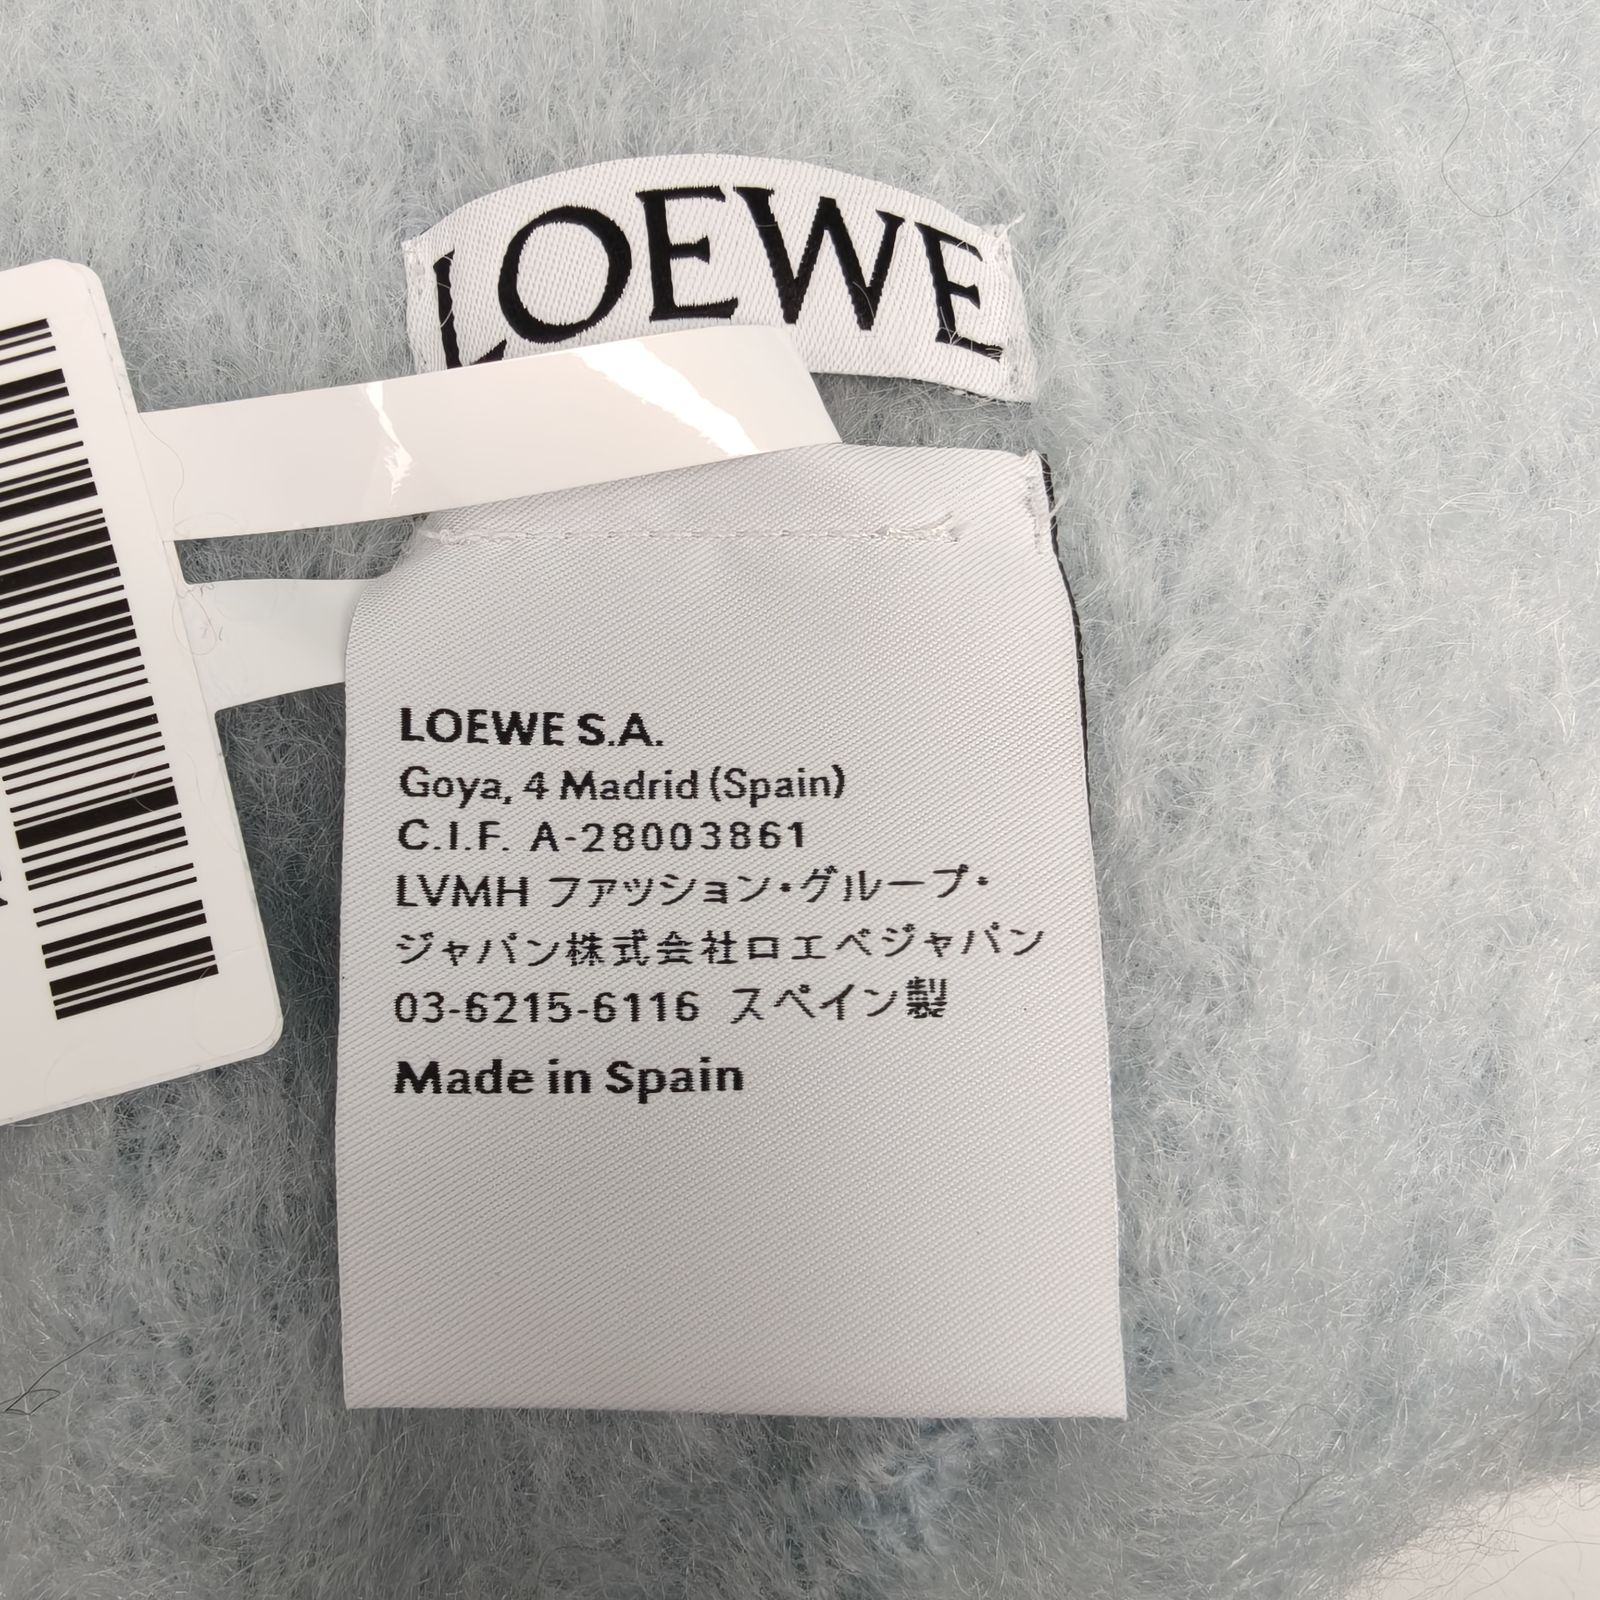 LOEWE
LOEWE S.A.
Goya, 4 Madrid (Spain)
C.I.F. A-28003861
LVMH ファッション・グループ・
ジャパン株式会社ロエベジャパン
03-6215-6116 スペイン製
Made in Spain